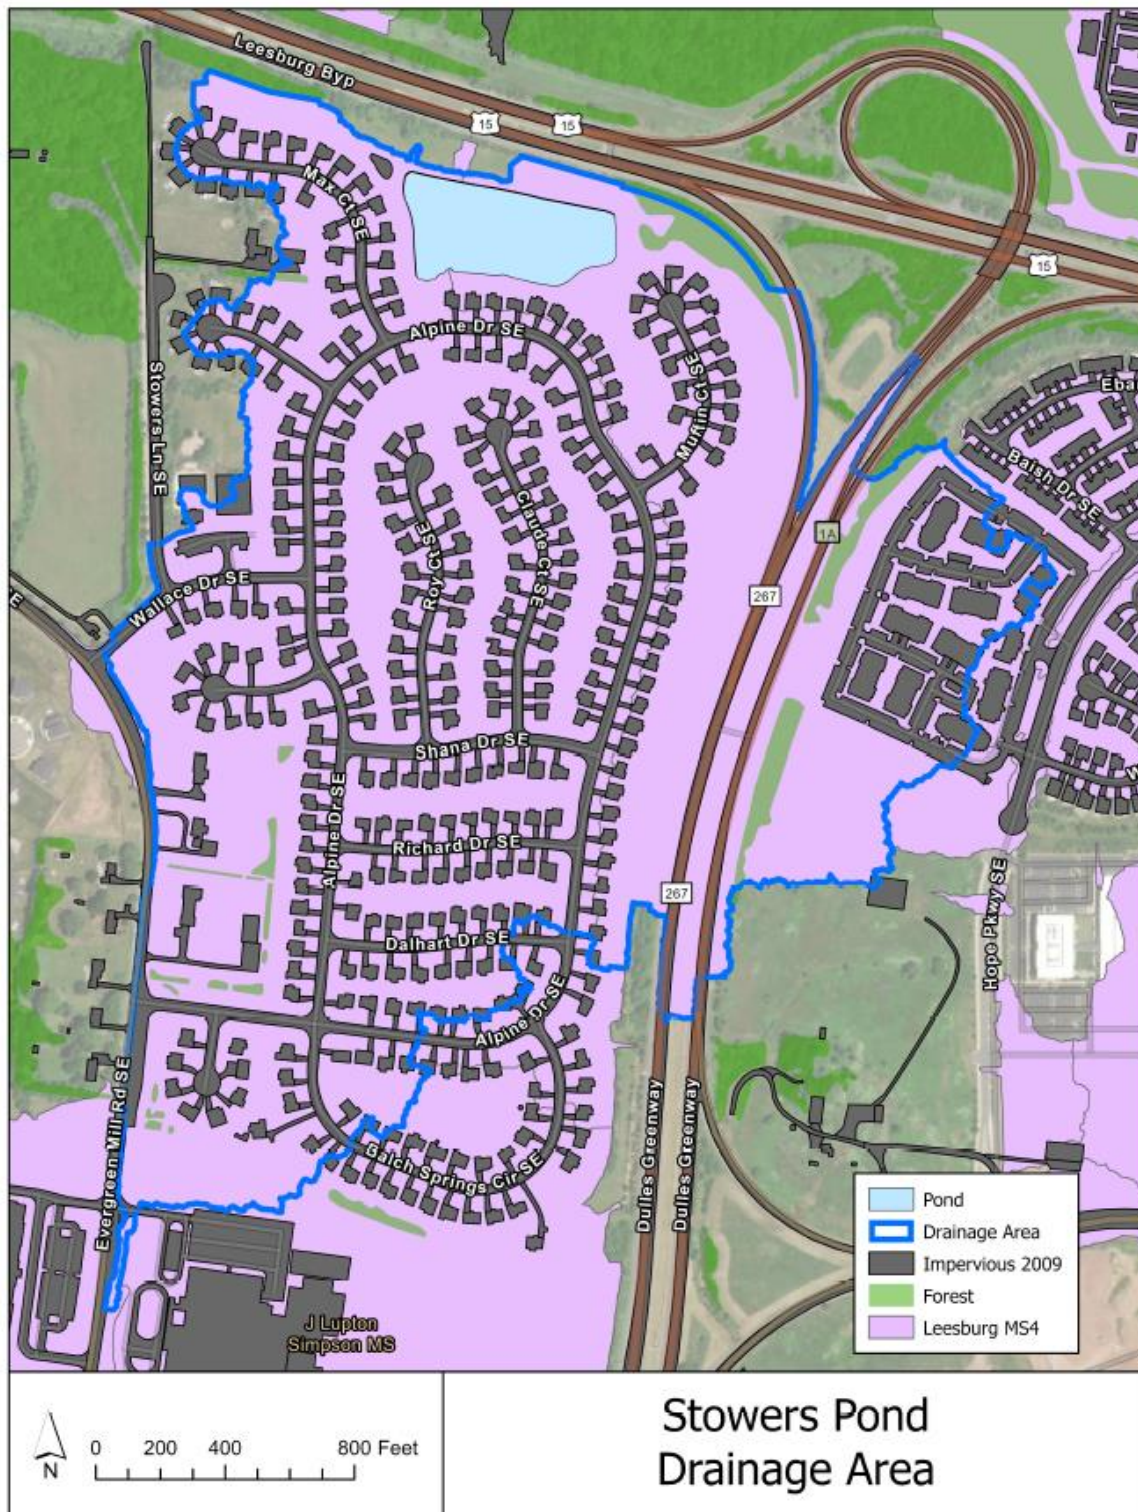 Leesburg Byp
15
15
15
Max Ct SE
Alpine Dr SE
Muffin Ct SE
Stowers Ln SE
Eba
Baish Dr SE
Claude Ct SE
Roy Ct SE
1A
267
Wallace Dr SE
E
Shana Dr SE
Alpine Dr SE
Richard Dr SE
W
267
Dalhart Dr SE
Hope Pkwy SE
Alpine Dr SE
Evergreen Mill Rd SE
Balch Springs Cir SE
Dulles Greenway
Dulles Greenway
J Lupton
Simpson MS
Pond
Drainage Area
Impervious 2009
Forest
Leesburg MS4
N
0 200 400 800 Feet
Stowers Pond
Drainage Area